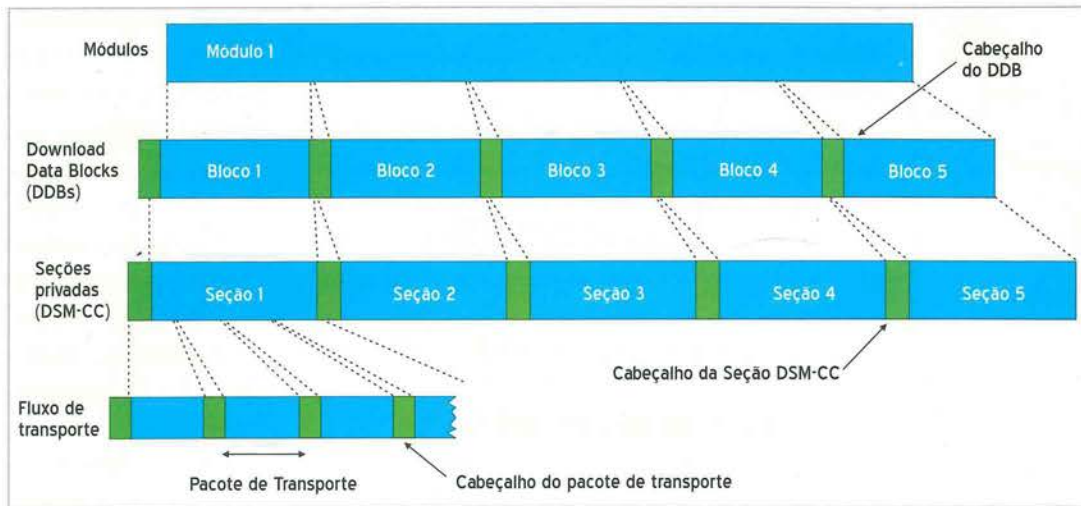 Módulos
Módulo 1
Cabeçalho
do DDB
Download
Data Blocks
(DDBs)
Bloco 1
Bloco 2
Bloco 3
Bloco 4
Bloco 5
Seções
privadas
(DSM-CC)
Seção 1
Seção 2
Seção 3
Seção 4
Seção 5
Cabeçalho da Seção DSM-CC
Fluxo de
transporte
Pacote de Transporte
Cabeçalho do pacote de transporte